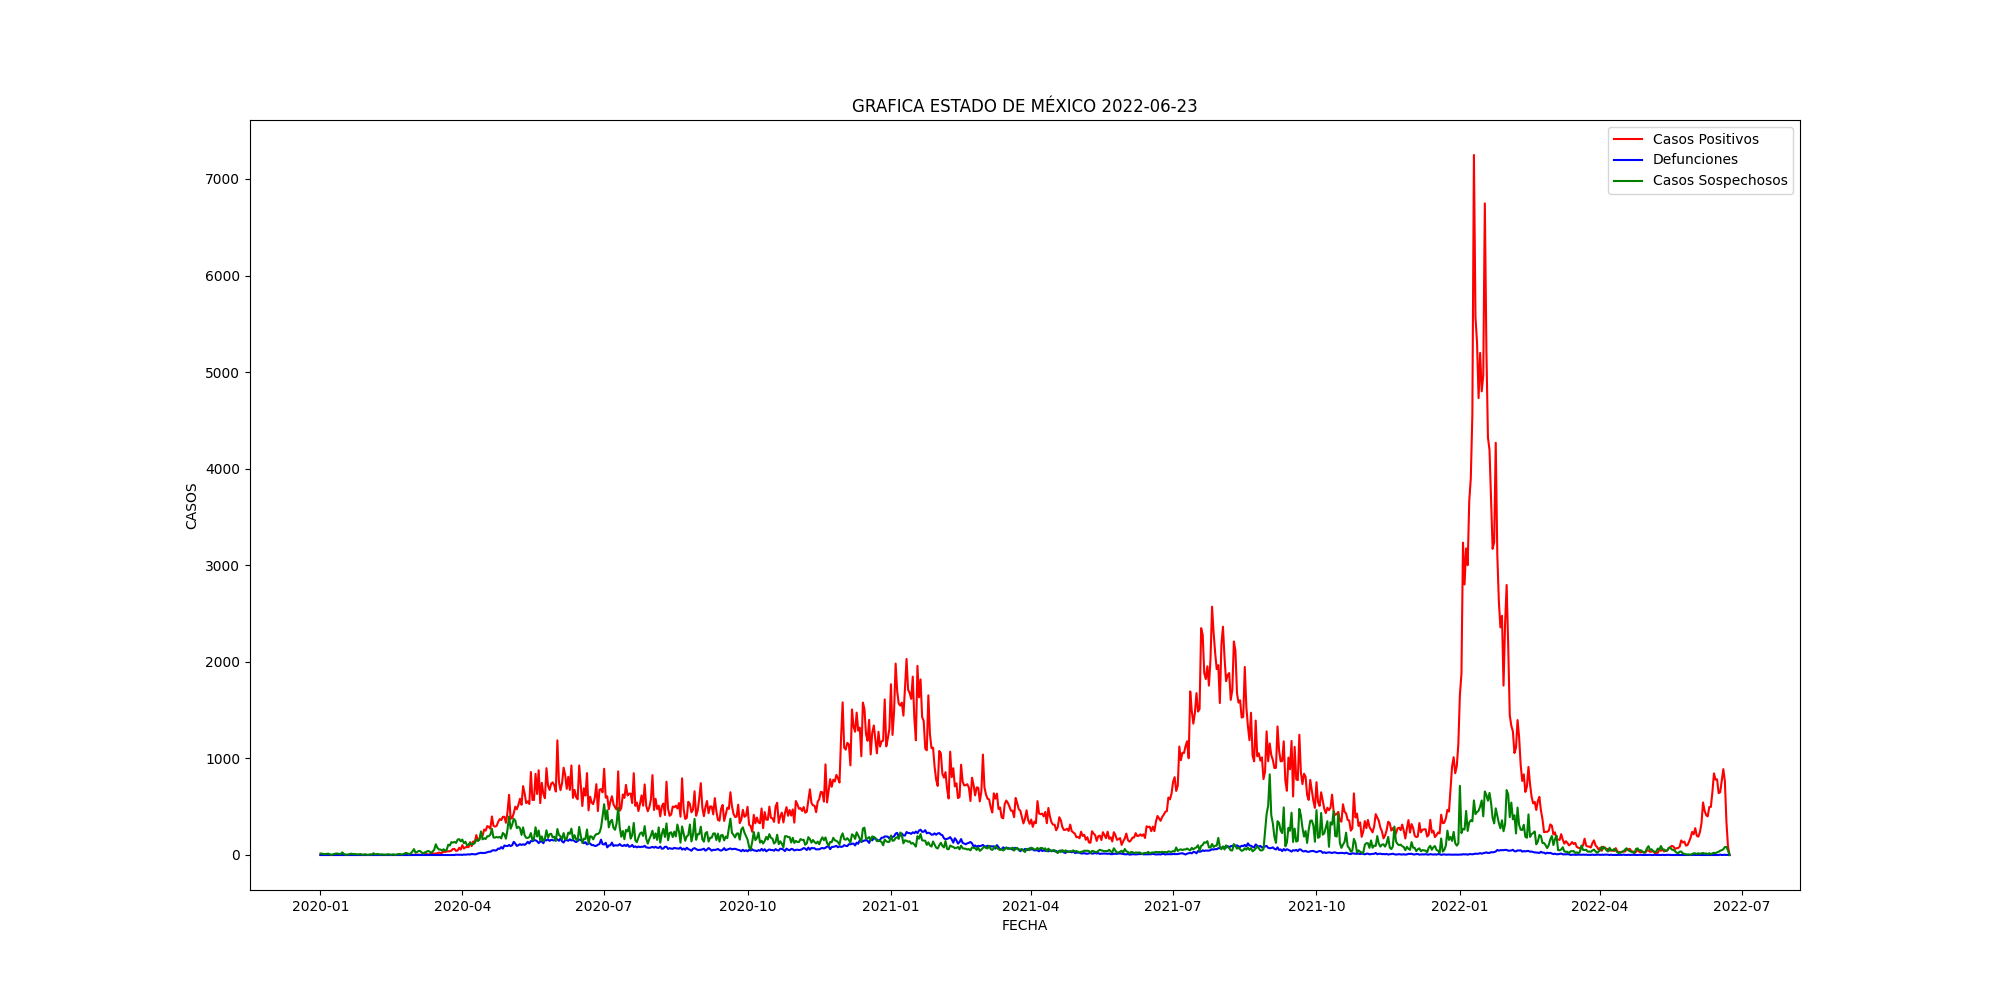 GRAFICA ESTADO DE MÉXICO 2022-06-23
Casos Positivos
Defunciones
Casos Sospechosos
7000
6000
5000
4000
3000
2000
1000
0
CASOS
2020-01 2020-04 2020-07 2020-10 2021-01 2021-04 2021-07 2021-10 2022-01 2022-04 2022-07
FECHA